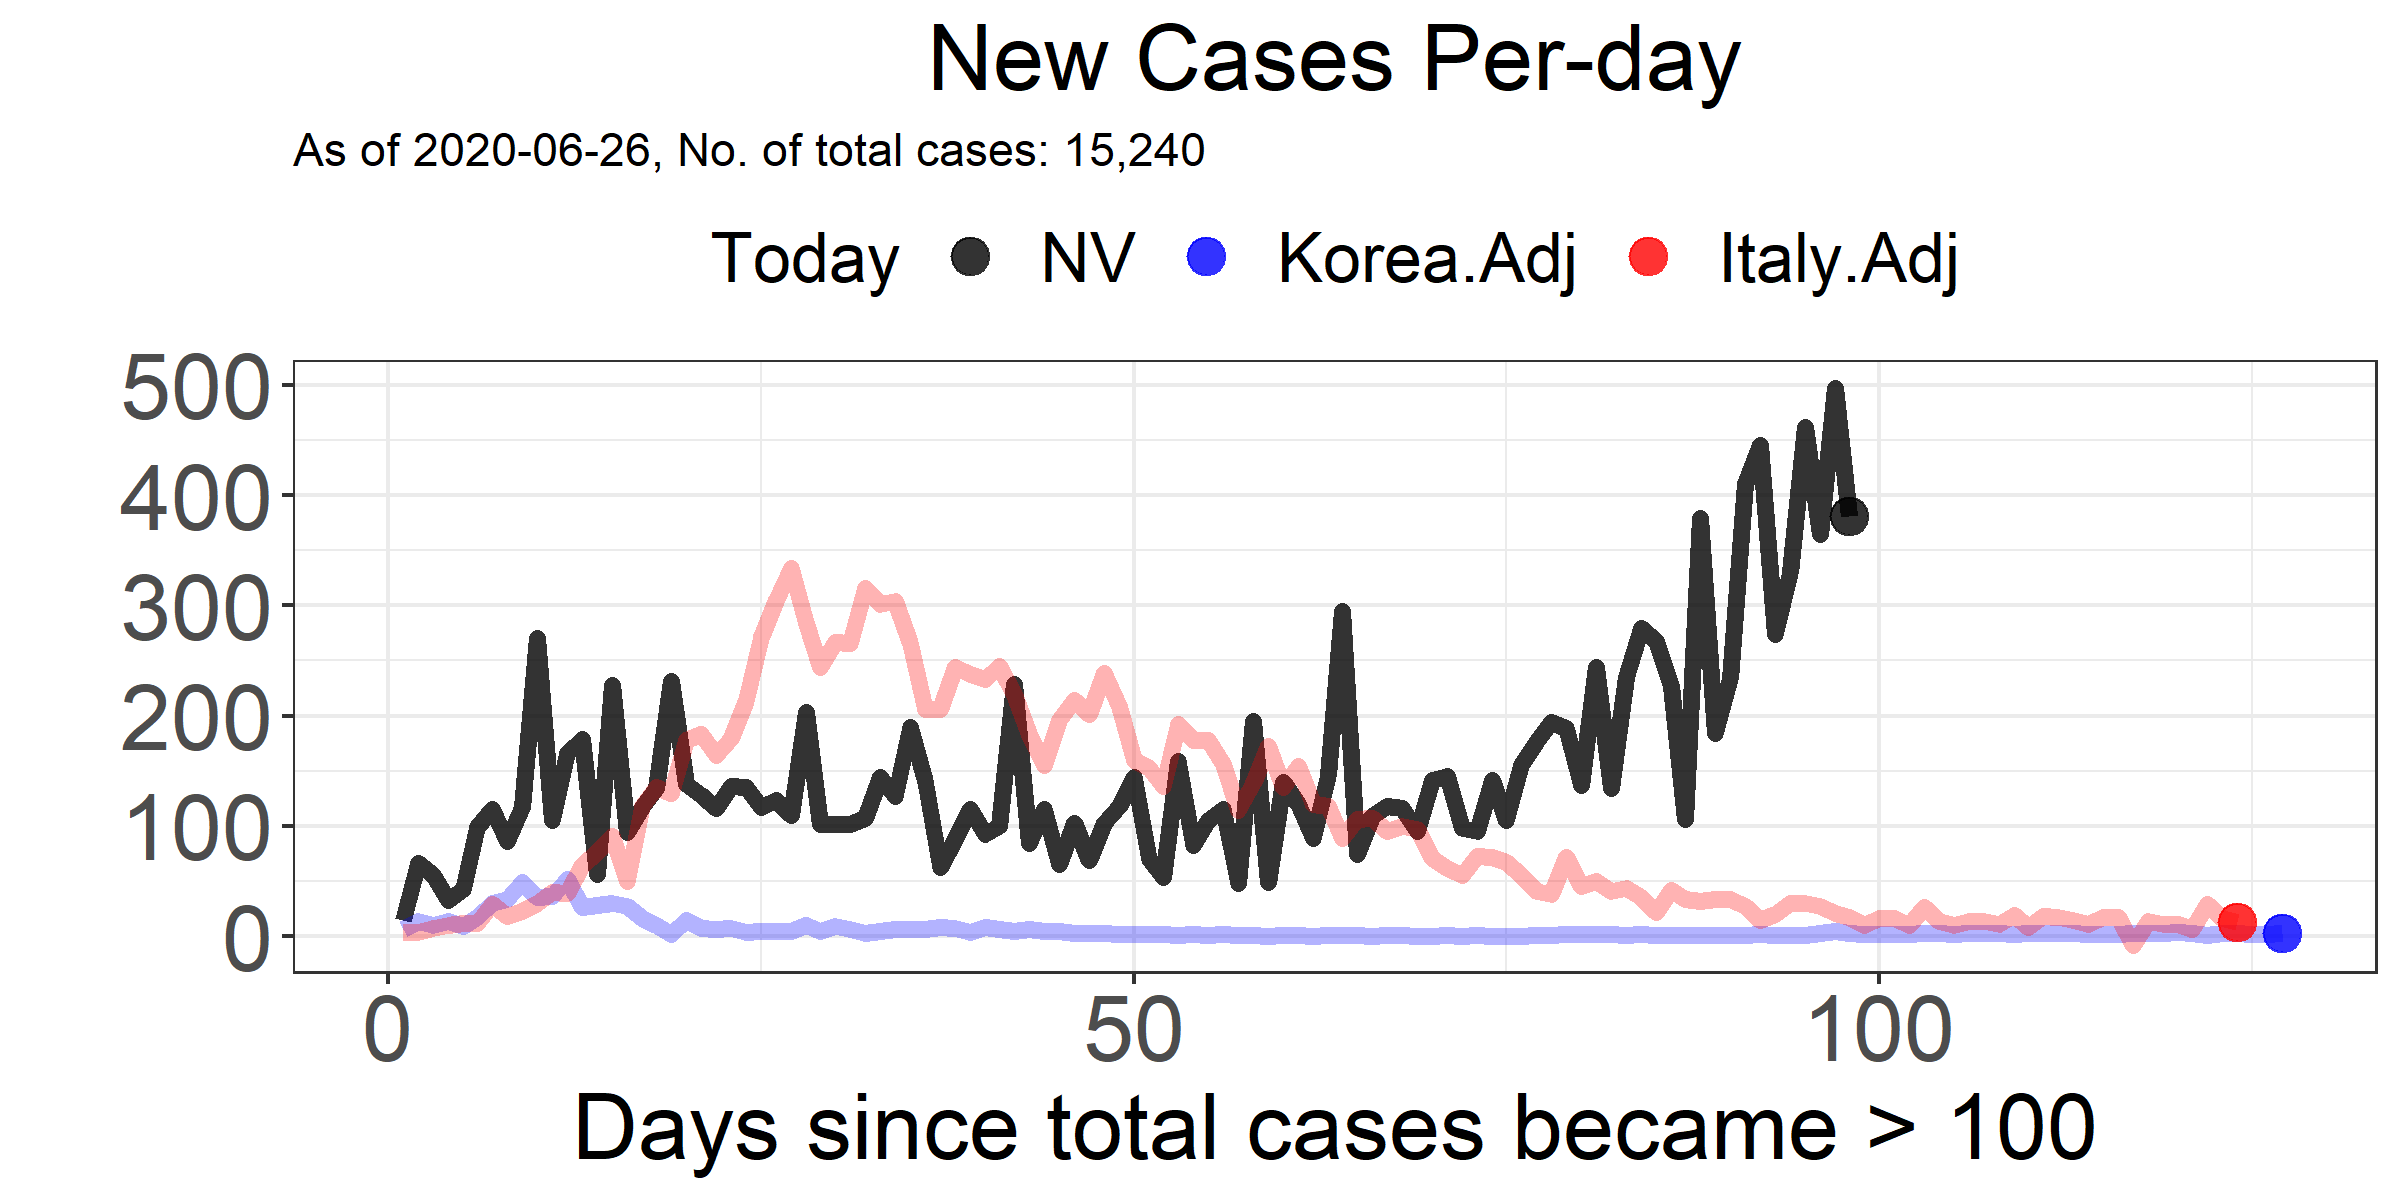 New Cases Per-day
As of 2020-06-26, No. of total cases: 15,240
Today NV Korea.Adj Italy.Adj
500
400
300
200
100
0
0 50 100
Days since total cases became > 100